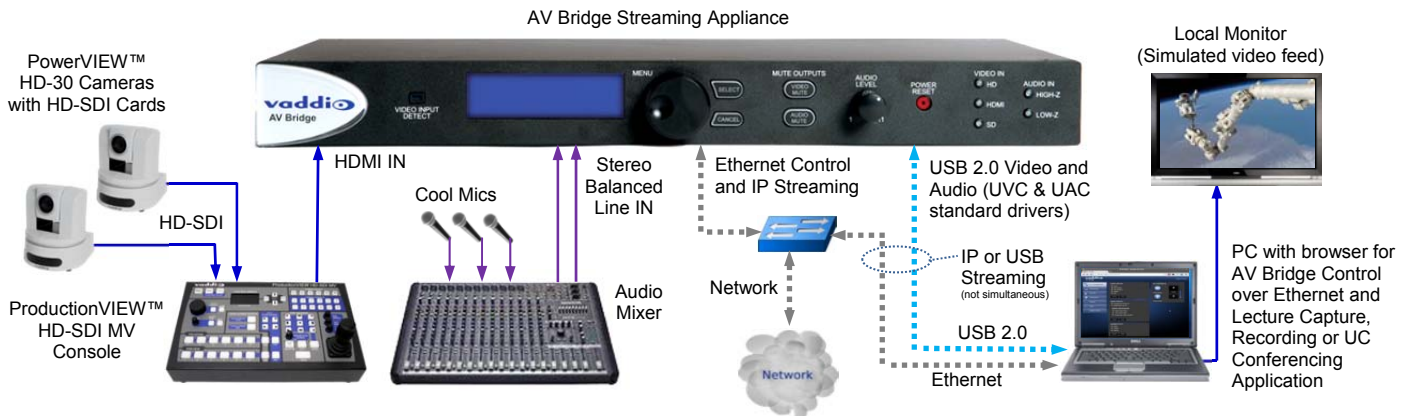 AV Bridge Streaming Appliance
PowerVIEW™
HD-30 Cameras
with HD-SDI Cards
vaddio
AV Bridge
VIDEO INPUT
DETECT
MENU
SELECT
CANCEL
MUTE OUTPUTS
VIDEO
MUTE
AUDIO
MUTE
AUDIO
LEVEL
POWER
RESET
VIDEO IN
HD
HDMI
SD
AUDIO IN
HIGH-Z
LOW-Z
Local Monitor
(Simulated video feed)
HDMI IN
Stereo
Balanced
Line IN
Ethernet Control
and IP Streaming
USB 2.0 Video and
Audio (UVC & UAC
standard drivers)
Cool Mics
HD-SDI
IP or USB
Streaming
(not simultaneous)
PC with browser for
AV Bridge Control
over Ethernet and
Lecture Capture,
Recording or UC
Conferencing
Application
ProductionVIEW™
HD-SDI MV
Console
vaddio
Audio
Mixer
Network
Network
USB 2.0
Ethernet